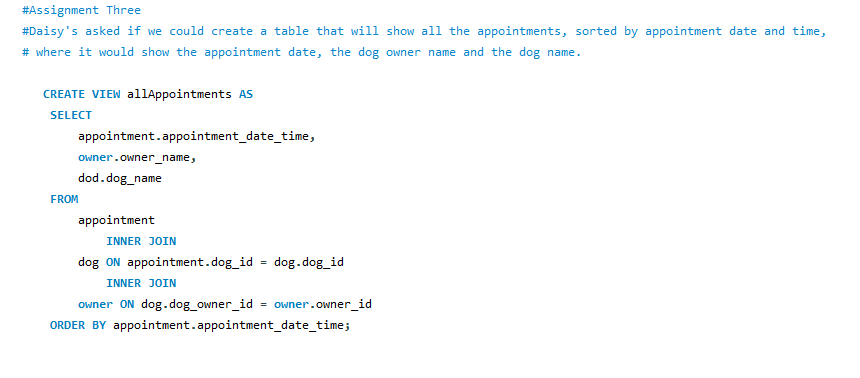 #Assignment Three
#Daisy's asked if we could create a table that will show all the appointments, sorted by appointment date and time,
# where it would show the appointment date, the dog owner name and the dog name.
CREATE VIEW allAppointments AS
SELECT
appointment.appointment_date_time,
owner.owner_name,
dod.dog_name
FROM
appointment
INNER JOIN
dog ON appointment.dog_id = dog.dog_id
INNER JOIN
owner ON dog.dog_owner_id = owner.owner_id
ORDER BY appointment.appointment_date_time;